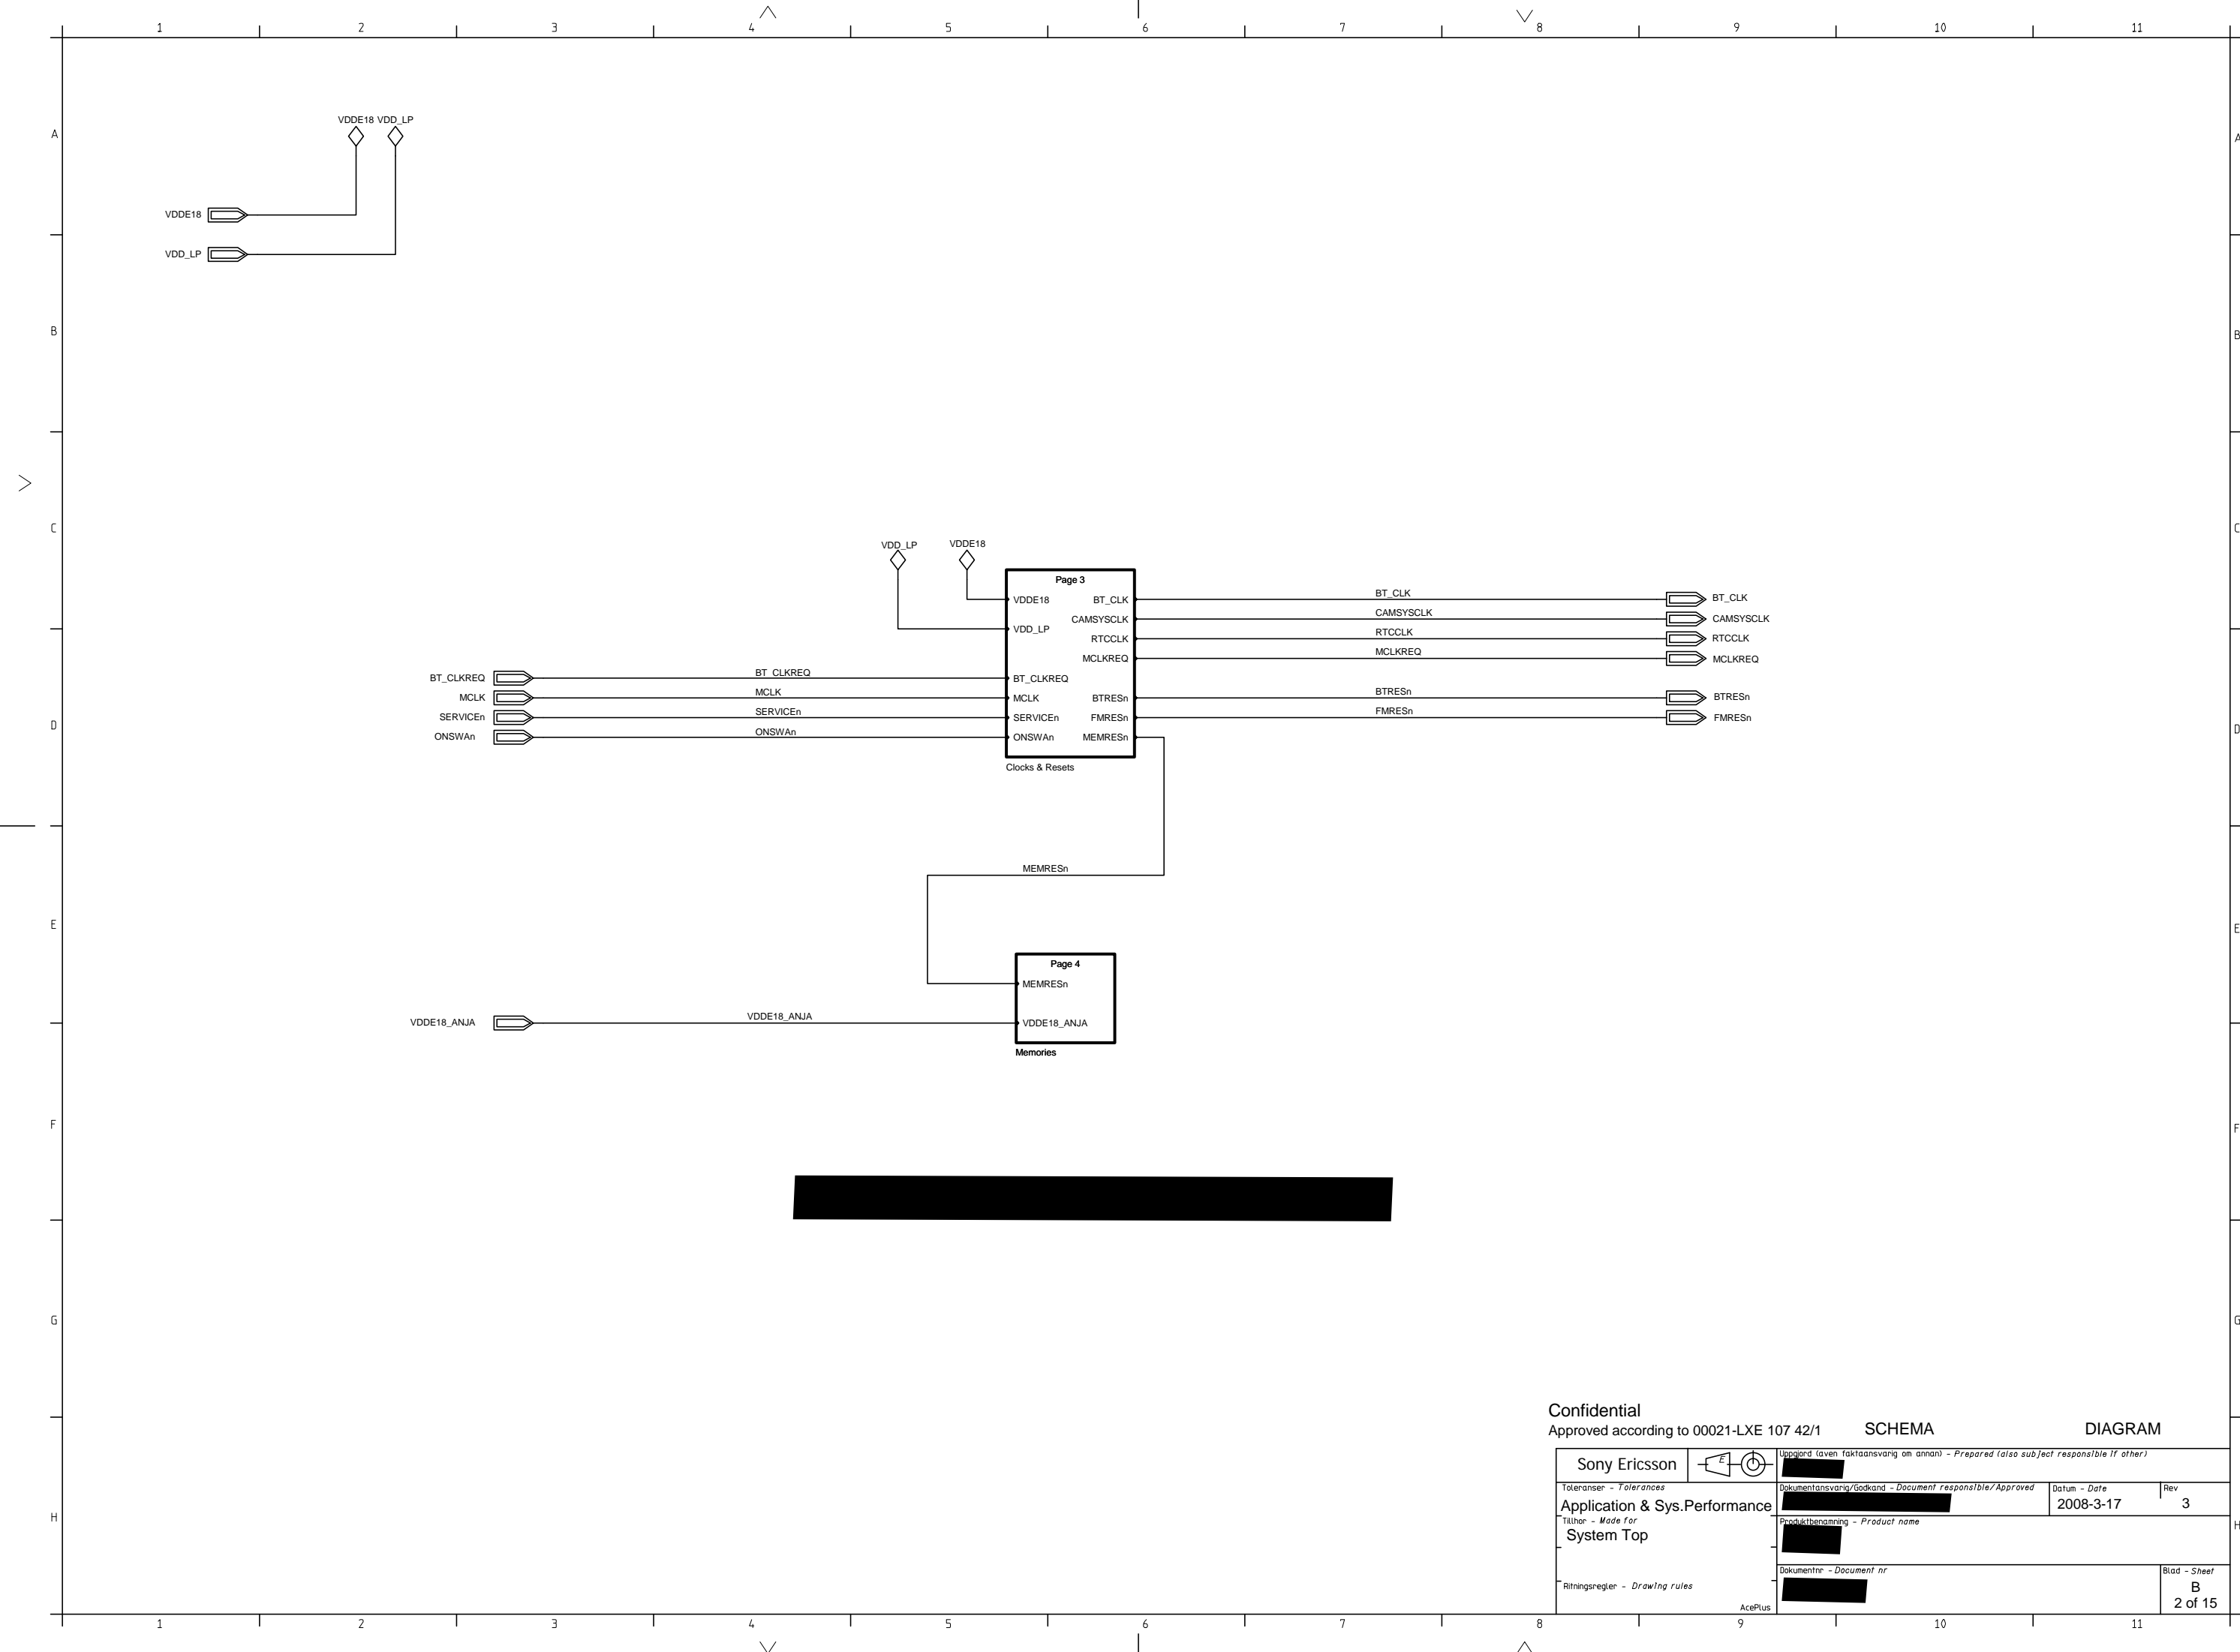 1 2 3 4 5 6 7 8 9 10 11
A A
VDDE18 VDD_LP
VDDE18
VDD_LP
B B
C C
VDD_LP VDDE18
Page 3
VDDE18 BT_CLK BT_CLK BT_CLK
CAMSYSCLK CAMSYSCLK CAMSYSCLK
VDD_LP
RTCCLK RTCCLK RTCCLK
MCLKREQ MCLKREQ MCLKREQ
BT_CLKREQ BT_CLKREQ BT_CLKREQ
MCLK MCLK MCLK BTRESn BTRESn BTRESn
SERVICEn SERVICEn SERVICEn FMRESn FMRESn FMRESn
D D
ONSWAn ONSWAn ONSWAn MEMRESn
Clocks & Resets
MEMRESn
E E
Page 4
MEMRESn
VDDE18_ANJA VDDE18_ANJA VDDE18_ANJA
Memories
F F
G G
Confidential
Approved according to 00021-LXE 107 42/1 SCHEMA DIAGRAM
Sony Ericsson E
Uppgjord (aven faktaansvarig om annan) - Prepared (also subject responsible if other)
Toleranser - Tolerances
Application & Sys.Performance
Dokumentansvarig/Godkand - Document responsible/Approved
Datum - Date
2008-3-17
Rev
3
H H
Tillhor - Made for
System Top
Produktbenamning - Product name
Dokumentnr - Document nr
Blad - Sheet
B
2 of 15
Ritningsregler - Drawing rules
AcePlus
1 2 3 4 5 6 7 8 9 10 11